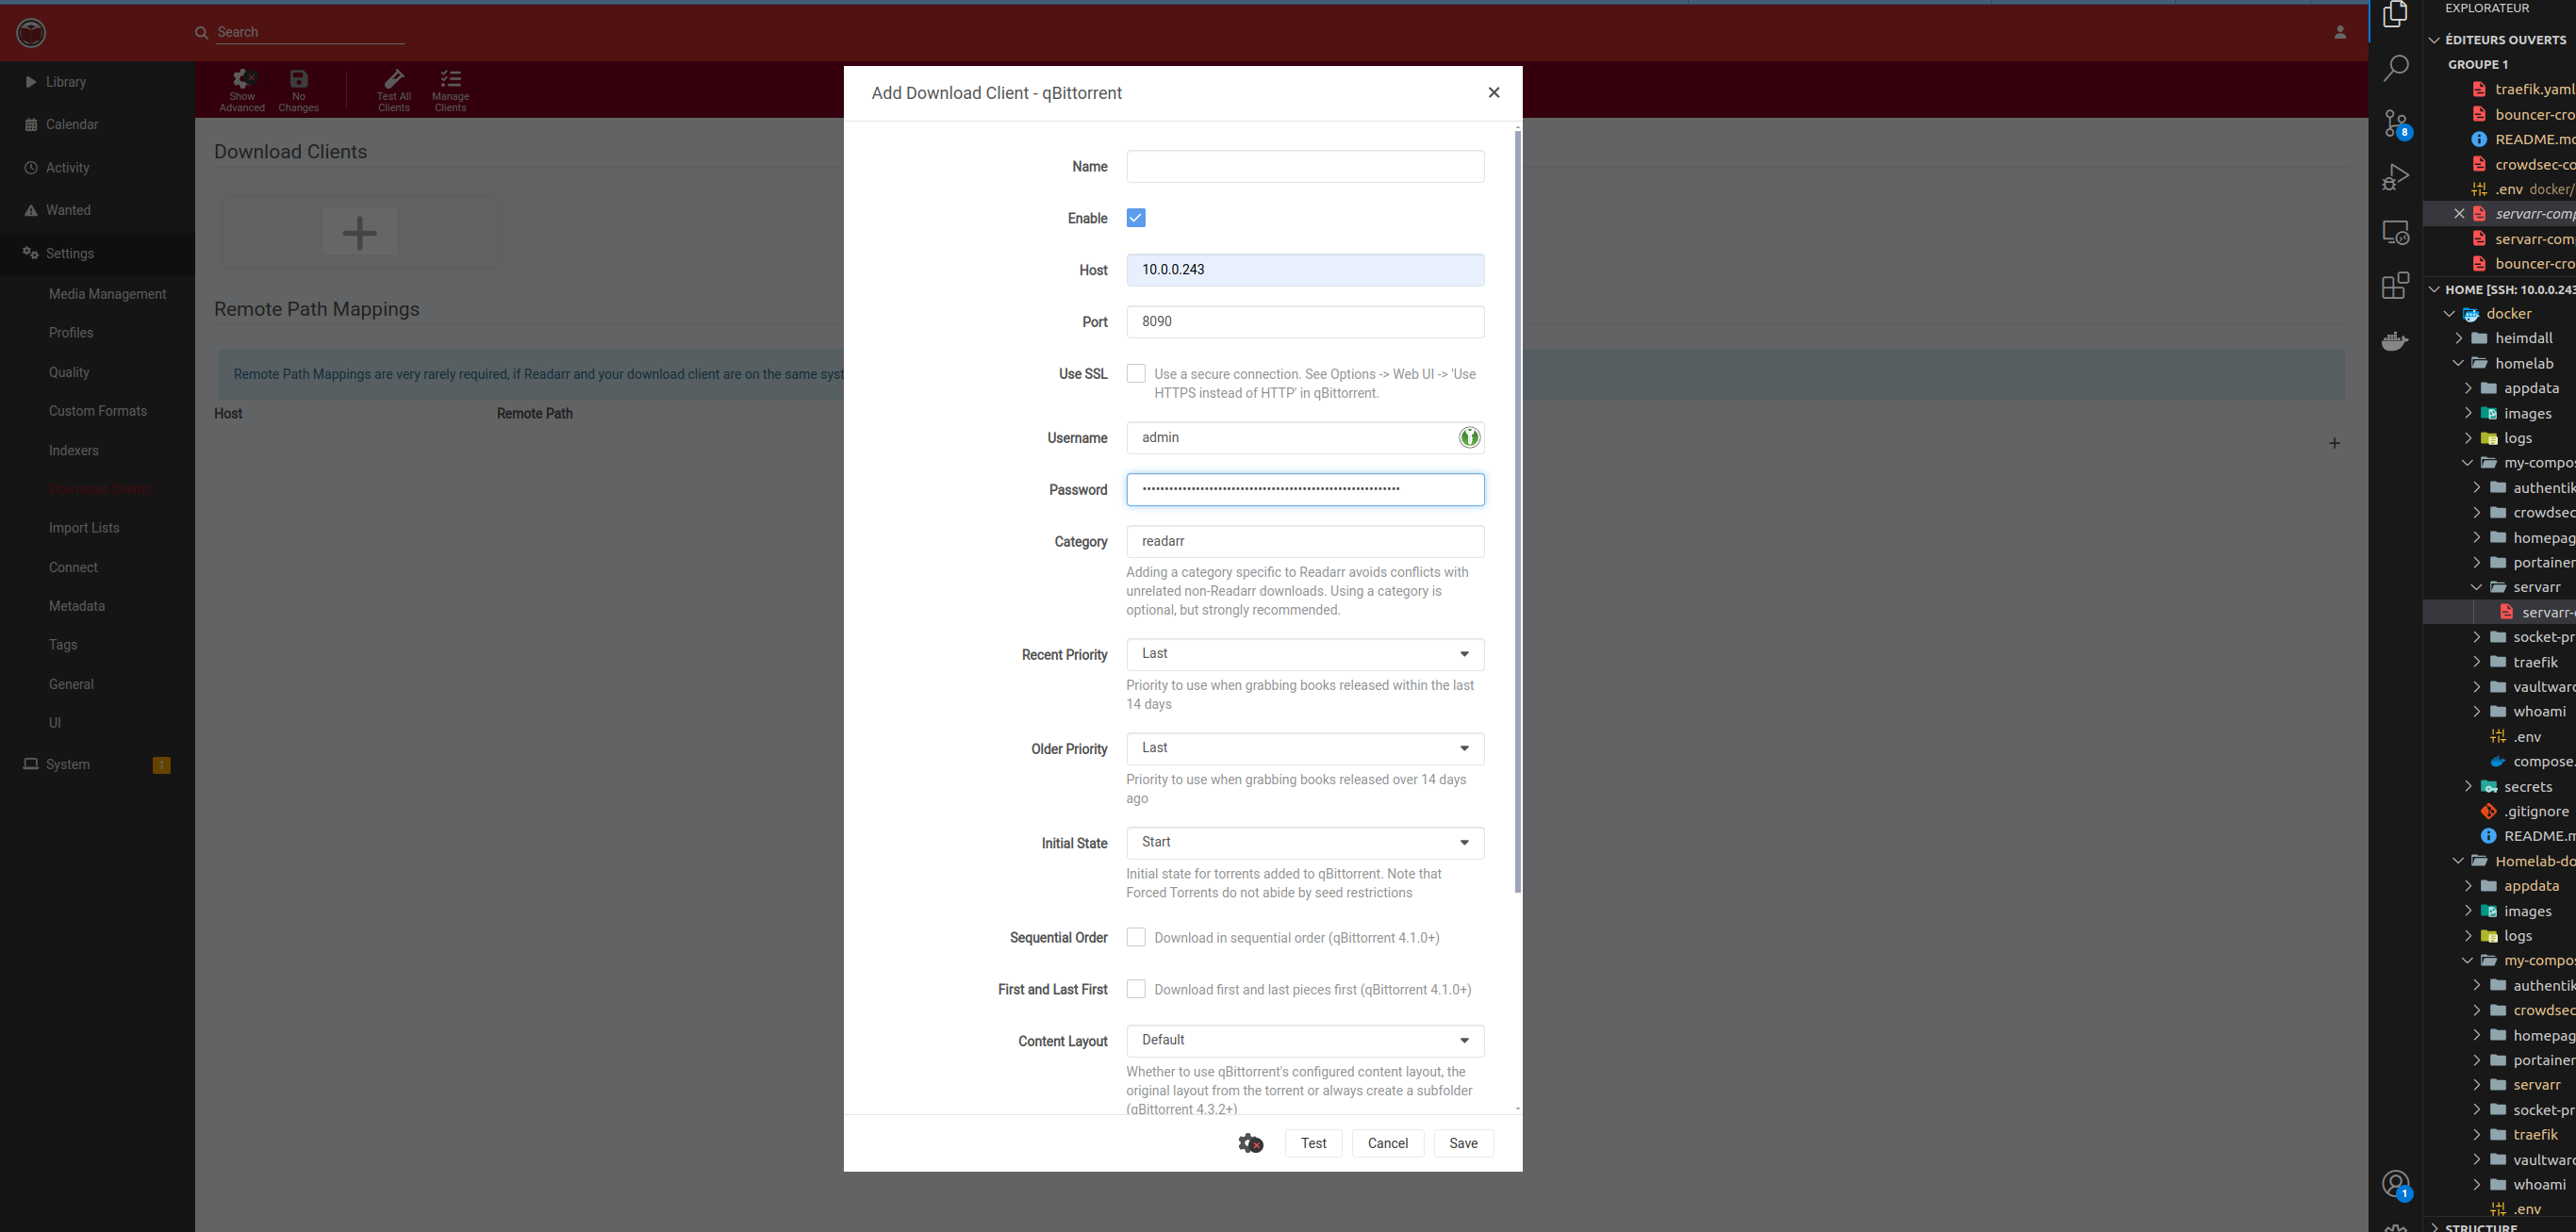 Search
Library
Calendar
Activity
Wanted
Settings
Media Management
Profiles
Quality
Custom Formats
Indexers
Download Clients
Import Lists
Connect
Metadata
Tags
General
UI
System
1
Show
Advanced
No
Changes
Test All
Clients
Manage
Clients
Download Clients
Remote Path Mappings
Remote Path Mappings are very rarely required, if Readarr and your download client are on the same syst
Host
Remote Path
Add Download Client - qBittorrent
Name
Enable
Host
10.0.0.243
Port
8090
Use SSL
Use a secure connection. See Options -> Web UI -> 'Use
HTTPS instead of HTTP' in qBittorrent.
Username
admin
Password
Category
readarr
Adding a category specific to Readarr avoids conflicts with
unrelated non-Readarr downloads. Using a category is
optional, but strongly recommended.
Recent Priority
Last
Priority to use when grabbing books released within the last
14 days
Older Priority
Last
Priority to use when grabbing books released over 14 days
ago
Initial State
Start
Initial state for torrents added to qBittorrent. Note that
Forced Torrents do not abide by seed restrictions
Sequential Order
Download in sequential order (qBittorrent 4.1.0+)
First and Last First
Download first and last pieces first (qBittorrent 4.1.0+)
Content Layout
Default
Whether to use qBittorrent's configured content layout, the
original layout from the torrent or always create a subfolder
(qBittorrent 4.3.2+)
Test
Cancel
Save
8
1
EXPLORATEUR
ÉDITEURS OUVERTS
GROUPE 1
traefik.yaml
bouncer-cro
README.mc
crowdsec-co
.env docker/
servarr-comp
servarr-com
bouncer-cro
HOME [SSH: 10.0.0.243
docker
heimdall
homelab
appdata
images
logs
my-compos
authentik
crowdsec
homepag
portainer
servarr
servarr-c
socket-pr
traefik
vaultward
whoami
.env
compose.
secrets
.gitignore
README.m
Homelab-do
appdata
images
logs
my-compos
authentik
crowdsec
homepag
portainer
servarr
socket-pr
traefik
vaultward
whoami
.env
STRUCTURE